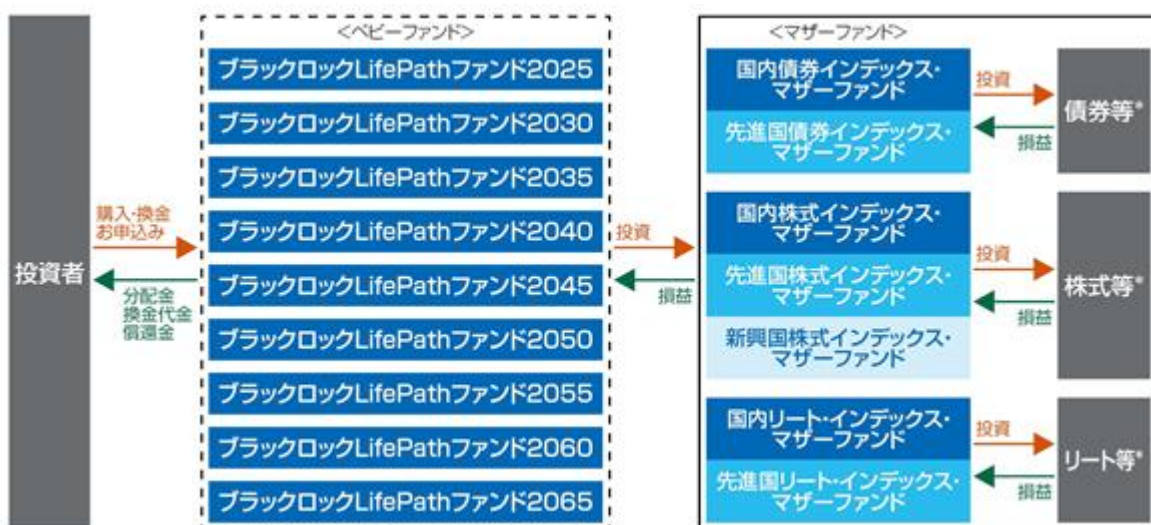 投資者
購入・換金
お申込み
分配金
換金代金
償還金
<ベビーファンド>
ブラックロックLifePathファンド2025
ブラックロックLifePathファンド2030
ブラックロックLifePathファンド2035
ブラックロックLifePathファンド2040
ブラックロックLifePathファンド2045
ブラックロックLifePathファンド2050
ブラックロックLifePathファンド2055
ブラックロックLifePathファンド2060
ブラックロックLifePathファンド2065
投資
損益
<マザーファンド>
国内債券インデックス・
マザーファンド
先進国債券インデックス・
マザーファンド
投資
損益
債券等*
国内株式インデックス・
マザーファンド
先進国株式インデックス・
マザーファンド
新興国株式インデックス・
マザーファンド
投資
損益
株式等*
国内リート・インデックス・
マザーファンド
先進国リート・インデックス・
マザーファンド
投資
損益
リート等*